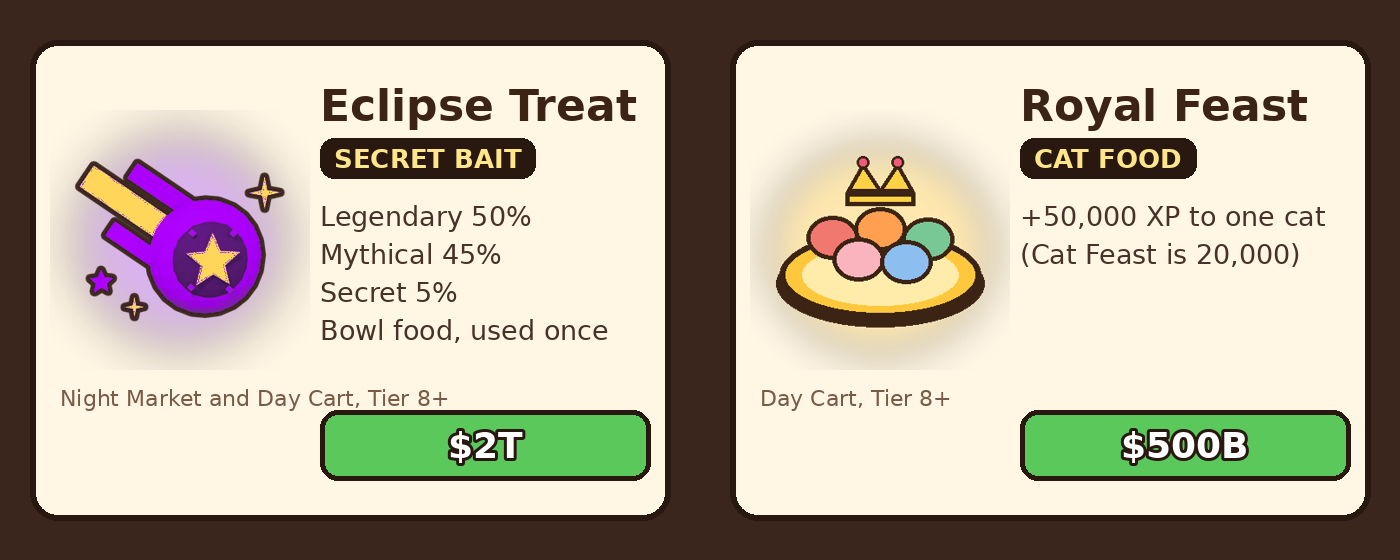 Eclipse Treat
SECRET BAIT
Legendary 50%
Mythical 45%
Secret 5%
Bowl food, used once
Night Market and Day Cart, Tier 8+
$2T
Royal Feast
CAT FOOD
+50,000 XP to one cat
(Cat Feast is 20,000)
Day Cart, Tier 8+
$500B